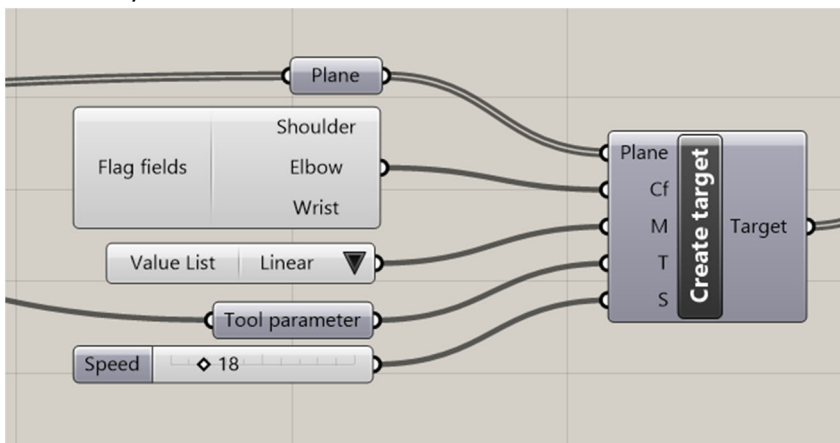 Plane
Flag fields
Shoulder
Elbow
Wrist
Value List Linear
Tool parameter
Speed 18
Plane
Cf
M
T
S
Create target
Target